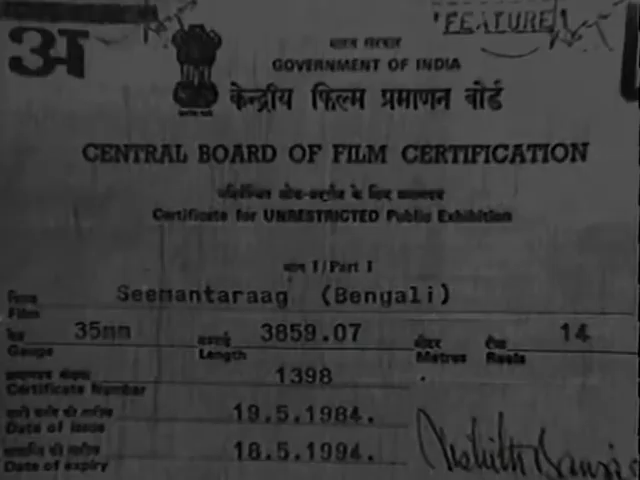 'FEATURE'
अ
भारत सरकार
GOVERNMENT OF INDIA
केन्द्रीय फिल्म प्रमाणन बोर्ड
CENTRAL BOARD OF FILM CERTIFICATION
Certificate for UNRESTRICTED Public Exhibition
भाग I/Part I
Seemantaraag (Bengali)
Film
35mm 3859.07 14
Gauge लम्बाई Length मीटर Metres रील Reels
1398
Certificate Number
19.5.1984.
Date of issue
18.5.1994.
Date of expiry